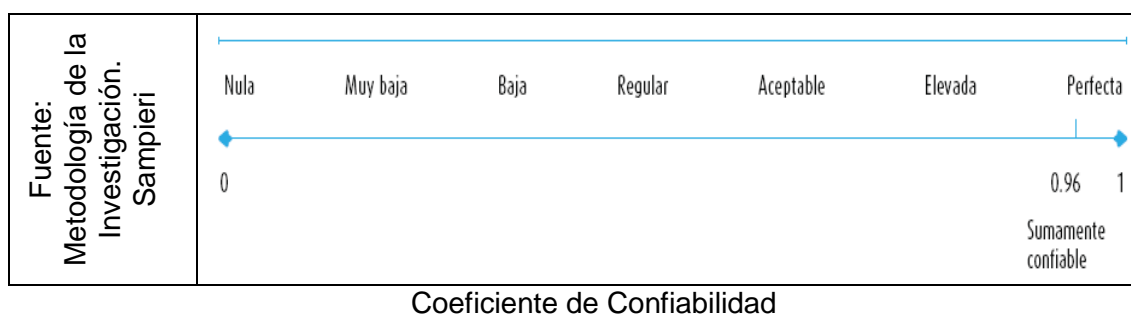 Fuente:
Metodología de la
Investigación.
Sampieri
Nula Muy baja Baja Regular Aceptable Elevada Perfecta
0 0.96 1
Sumamente
confiable
Coeficiente de Confiabilidad